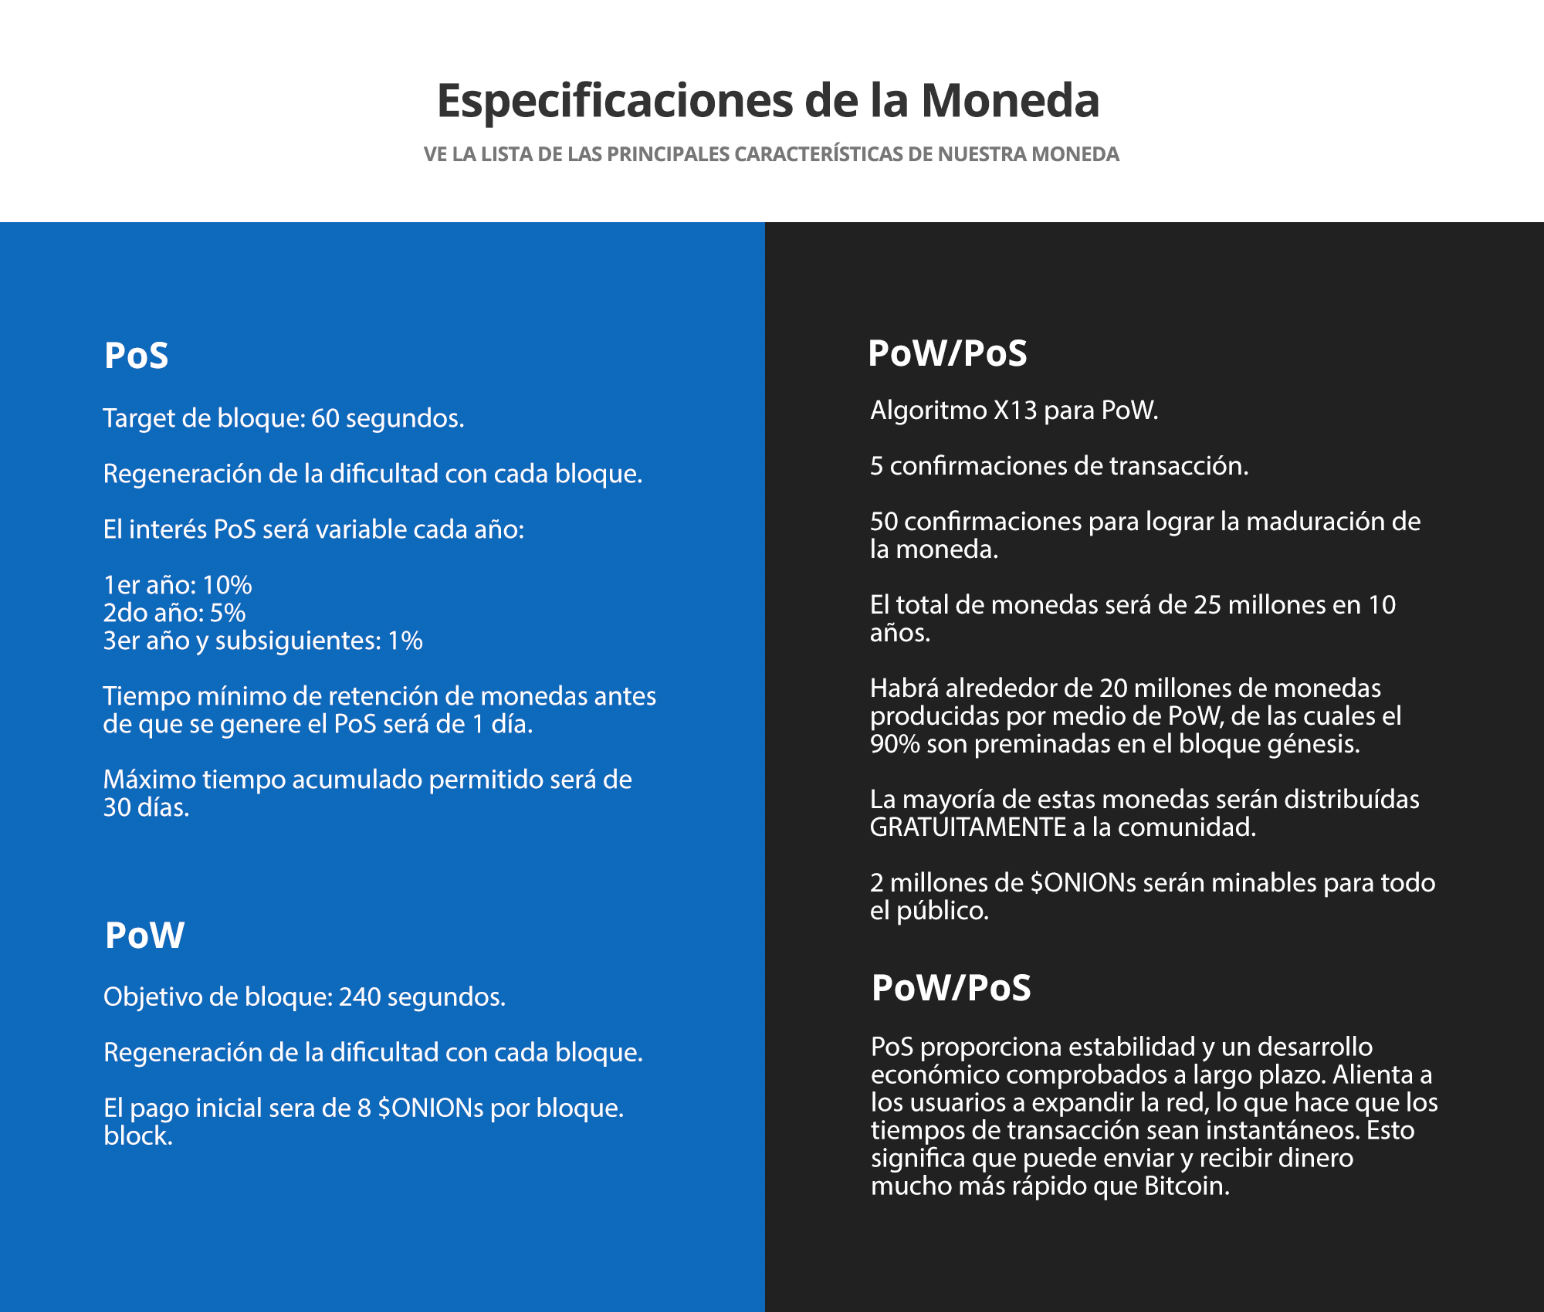 Especificaciones de la Moneda
VE LA LISTA DE LAS PRINCIPALES CARACTERÍSTICAS DE NUESTRA MONEDA
PoS
Target de bloque: 60 segundos.
Regeneración de la dificultad con cada bloque.
El interés PoS será variable cada año:
1er año: 10%
2do año: 5%
3er año y subsiguientes: 1%
Tiempo mínimo de retención de monedas antes
de que se genere el PoS será de 1 día.
Máximo tiempo acumulado permitido será de
30 días.
PoW
Objetivo de bloque: 240 segundos.
Regeneración de la dificultad con cada bloque.
El pago inicial sera de 8 $ONIONs por bloque.
block.
PoW/PoS
Algoritmo X13 para PoW.
5 confirmaciones de transacción.
50 confirmaciones para lograr la maduración de
la moneda.
El total de monedas será de 25 millones en 10
años.
Habrá alrededor de 20 millones de monedas
producidas por medio de PoW, de las cuales el
90% son preminadas en el bloque génesis.
La mayoría de estas monedas serán distribuídas
GRATUITAMENTE a la comunidad.
2 millones de $ONIONs serán minables para todo
el público.
PoW/PoS
PoS proporciona estabilidad y un desarrollo
económico comprobados a largo plazo. Alienta a
los usuarios a expandir la red, lo que hace que los
tiempos de transacción sean instantáneos. Esto
significa que puede enviar y recibir dinero
mucho más rápido que Bitcoin.